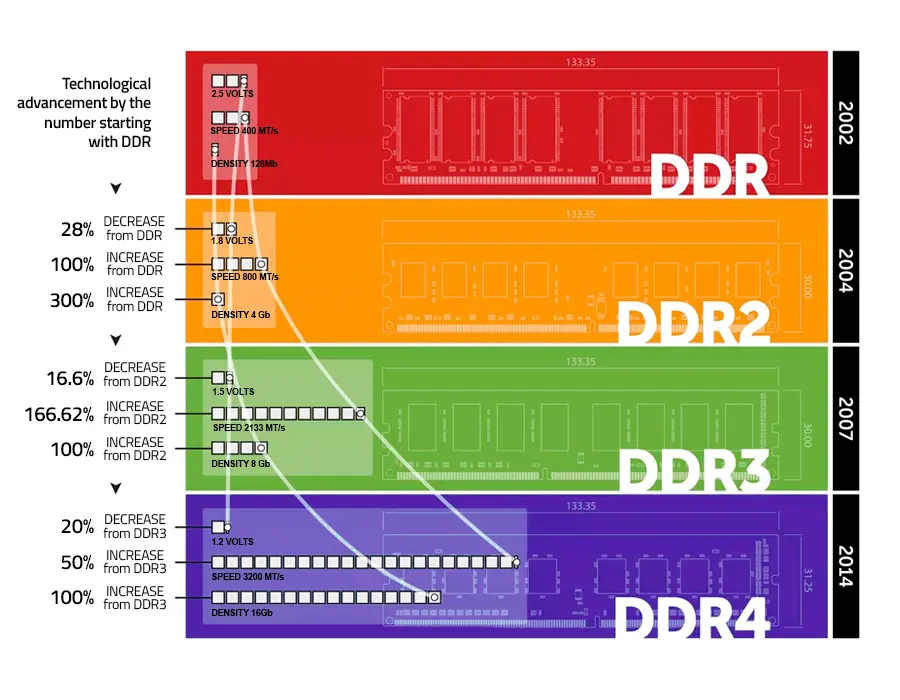 Technological
advancement by the
number starting
with DDR
133.35
2.5 VOLTS
SPEED 400 MT/s
DENSITY 128Mb
31.75
DDR
2002
28% DECREASE
from DDR
100% INCREASE
from DDR
300% INCREASE
from DDR
133.35
1.8 VOLTS
SPEED 800 MT/s
DENSITY 4 Gb
30.00
DDR2
2004
16.6% DECREASE
from DDR2
166.62% INCREASE
from DDR2
100% INCREASE
from DDR2
133.35
1.5 VOLTS
SPEED 2133 MT/s
DENSITY 8 Gb
30.00
DDR3
2007
20% DECREASE
from DDR3
50% INCREASE
from DDR3
100% INCREASE
from DDR3
133.35
1.2 VOLTS
SPEED 3200 MT/s
DENSITY 16Gb
31.25
DDR4
2014